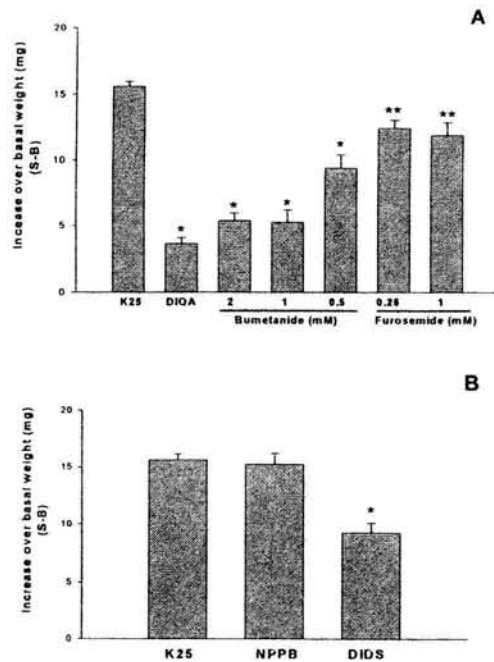 A
Incease over basal weight (mg)
(S-B)
20
15
10
5
0
*
*
*
*
**
**
K25 DIOA 2 1 0.5 0.25 1
Bumetanide (mM) Furosemide (mM)
B
Increase over basal weight (mg)
(S-B)
20
15
10
5
0
*
K25 NPPB DIDS